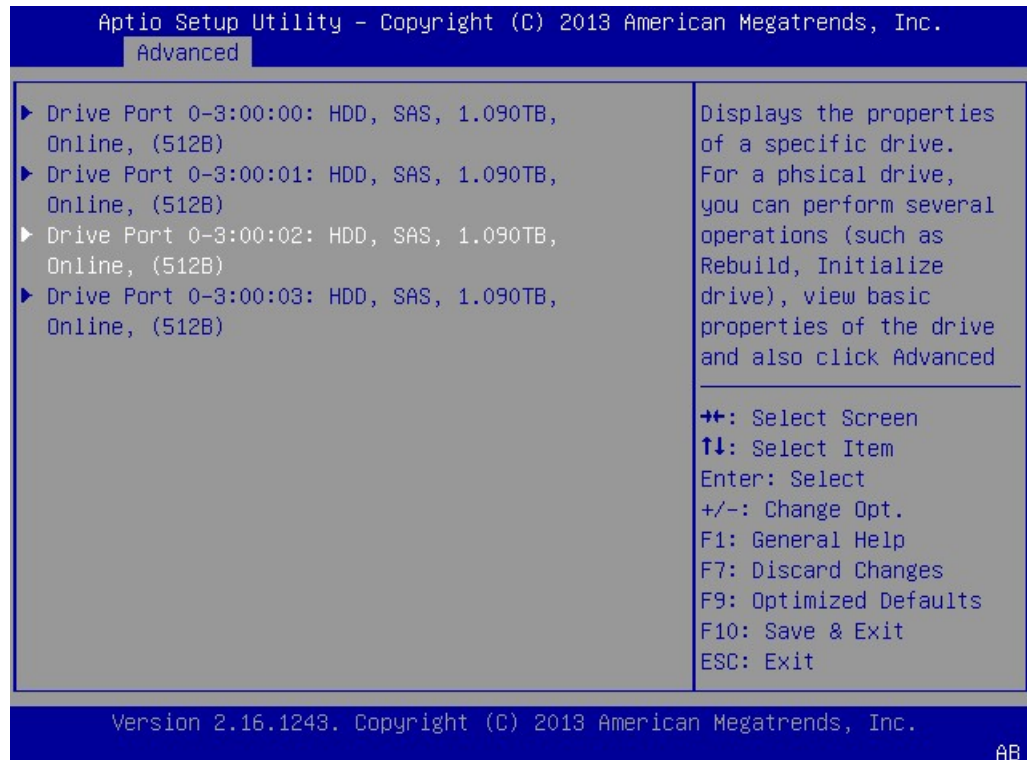 Aptio Setup Utility – Copyright (C) 2013 American Megatrends, Inc.
Advanced
Drive Port 0-3:00:00: HDD, SAS, 1.090TB,
Online, (512B)
Drive Port 0-3:00:01: HDD, SAS, 1.090TB,
Online, (512B)
Drive Port 0-3:00:02: HDD, SAS, 1.090TB,
Online, (512B)
Drive Port 0-3:00:03: HDD, SAS, 1.090TB,
Online, (512B)
Displays the properties
of a specific drive.
For a phsical drive,
you can perform several
operations (such as
Rebuild, Initialize
drive), view basic
properties of the drive
and also click Advanced
→←: Select Screen
↑↓: Select Item
Enter: Select
+/-: Change Opt.
F1: General Help
F7: Discard Changes
F9: Optimized Defaults
F10: Save & Exit
ESC: Exit
Version 2.16.1243. Copyright (C) 2013 American Megatrends, Inc.
AB